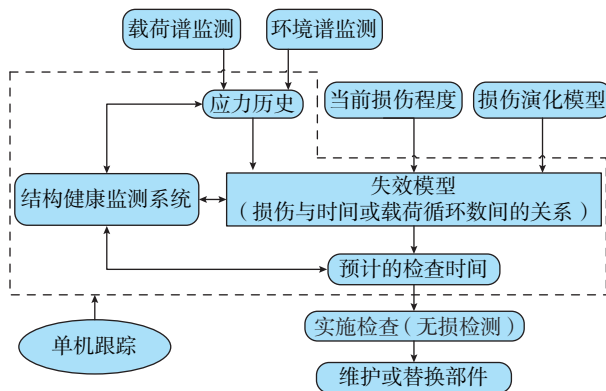 载荷谱监测
环境谱监测
应力历史
当前损伤程度
损伤演化模型
结构健康监测系统
失效模型
（损伤与时间或载荷循环数间的关系）
预计的检查时间
单机跟踪
实施检查（无损检测）
维护或替换部件